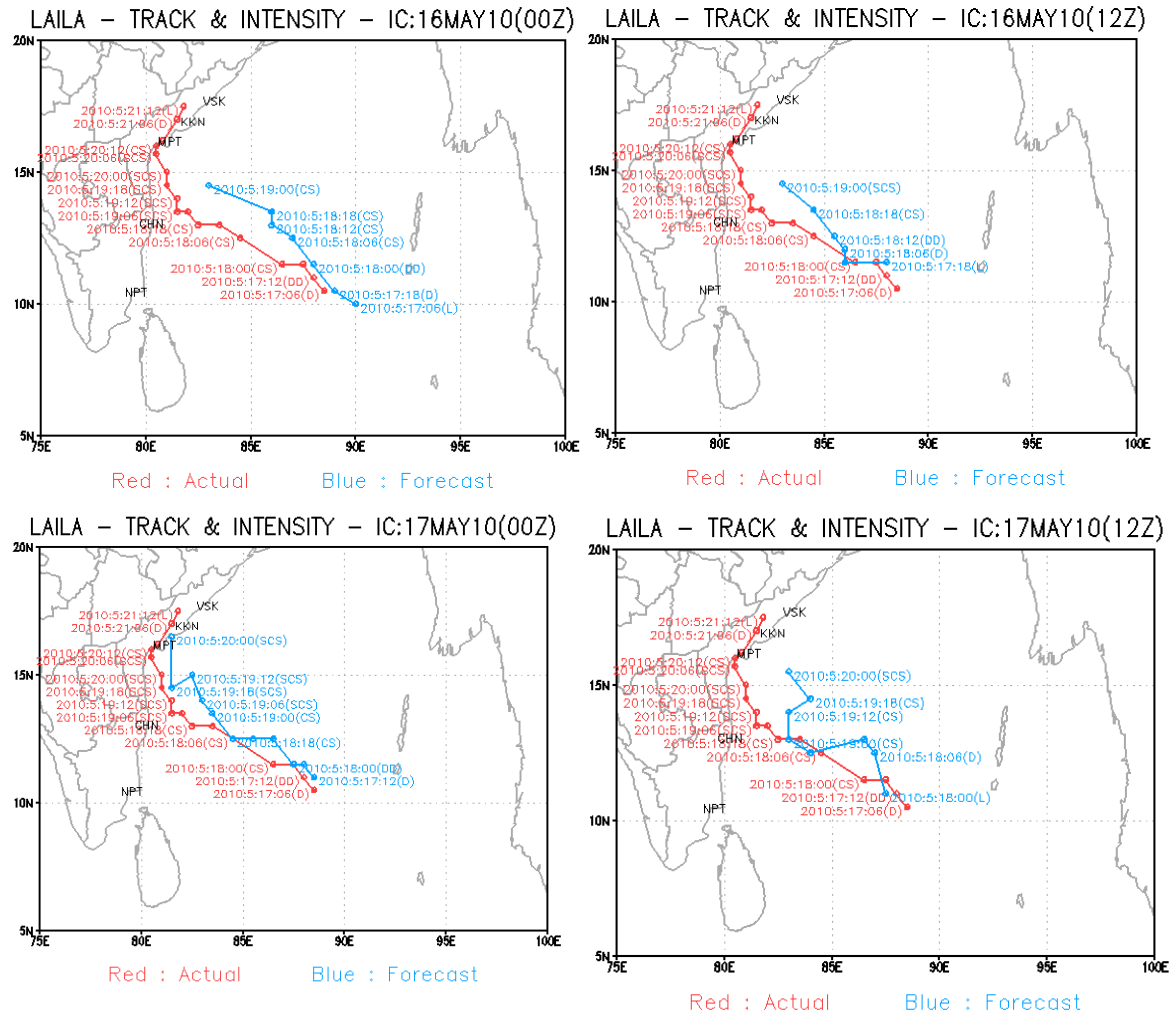 LAILA – TRACK & INTENSITY – IC:16MAY10(00Z)
20N
VSK
2010:5:21:12(L)
KKN
2010:5:21:06(D)
MPT
2010:5:20:12(CS)
2010:5:20:06(SCS)
15N
2010:5:20:00(SCS)
2010:5:19:00(CS)
2010:5:19:18(SCS)
2010:5:19:12(SCS)
2010:5:19:06(SCS)
2010:5:18:18(CS)
CHN
2010:5:18:18(CS)
2010:5:18:12(CS)
2010:5:18:06(CS)
2010:5:18:06(CS)
2010:5:18:00(CS)
2010:5:18:00(DD)
2010:5:17:12(DD)
NPT
2010:5:17:06(D)
2010:5:17:18(D)
10N
2010:5:17:06(L)
5N
75E 80E 85E 90E 95E 100E
Red : Actual Blue : Forecast
LAILA – TRACK & INTENSITY – IC:16MAY10(12Z)
20N
VSK
2010:5:21:12(L)
KKN
2010:5:21:06(D)
MPT
2010:5:20:12(CS)
2010:5:20:06(SCS)
15N
2010:5:20:00(SCS)
2010:5:19:00(SCS)
2010:5:19:18(SCS)
2010:5:19:12(SCS)
2010:5:19:06(SCS)
2010:5:18:18(CS)
CHN
2010:5:18:18(CS)
2010:5:18:06(CS)
2010:5:18:12(DD)
2010:5:18:06(D)
2010:5:18:00(CS)
2010:5:17:18(L)
2010:5:17:12(DD)
NPT
2010:5:17:06(D)
10N
5N
75E 80E 85E 90E 95E 100E
Red : Actual Blue : Forecast
LAILA – TRACK & INTENSITY – IC:17MAY10(00Z)
20N
VSK
2010:5:21:12(L)
KKN
2010:5:21:06(D)
2010:5:20:00(SCS)
MPT
2010:5:20:12(CS)
2010:5:20:06(SCS)
15N
2010:5:20:00(SCS)
2010:5:19:12(SCS)
2010:5:19:18(SCS)
2010:5:19:18(SCS)
2010:5:19:12(SCS)
2010:5:19:06(SCS)
2010:5:19:06(SCS)
2010:5:19:00(CS)
CHN
2010:5:18:18(CS)
2010:5:18:06(CS)
2010:5:18:18(CS)
2010:5:18:00(CS)
2010:5:18:00(DD)
2010:5:17:12(DD)
2010:5:17:12(D)
NPT
2010:5:17:06(D)
10N
5N
75E 80E 85E 90E 95E 100E
Red : Actual Blue : Forecast
LAILA – TRACK & INTENSITY – IC:17MAY10(12Z)
20N
VSK
2010:5:21:12(L)
KKN
2010:5:21:06(D)
MPT
2010:5:20:12(CS)
2010:5:20:06(SCS)
2010:5:20:00(SCS)
15N
2010:5:20:00(SCS)
2010:5:19:18(SCS)
2010:5:19:18(CS)
2010:5:19:12(SCS)
2010:5:19:12(CS)
2010:5:19:06(SCS)
CHN
2010:5:18:18(CS)
2010:5:18:06(CS)
2010:5:18:06(D)
2010:5:18:00(CS)
2010:5:17:12(DD)
2010:5:18:00(L)
NPT
2010:5:17:06(D)
10N
5N
75E 80E 85E 90E 95E 100E
Red : Actual Blue : Forecast